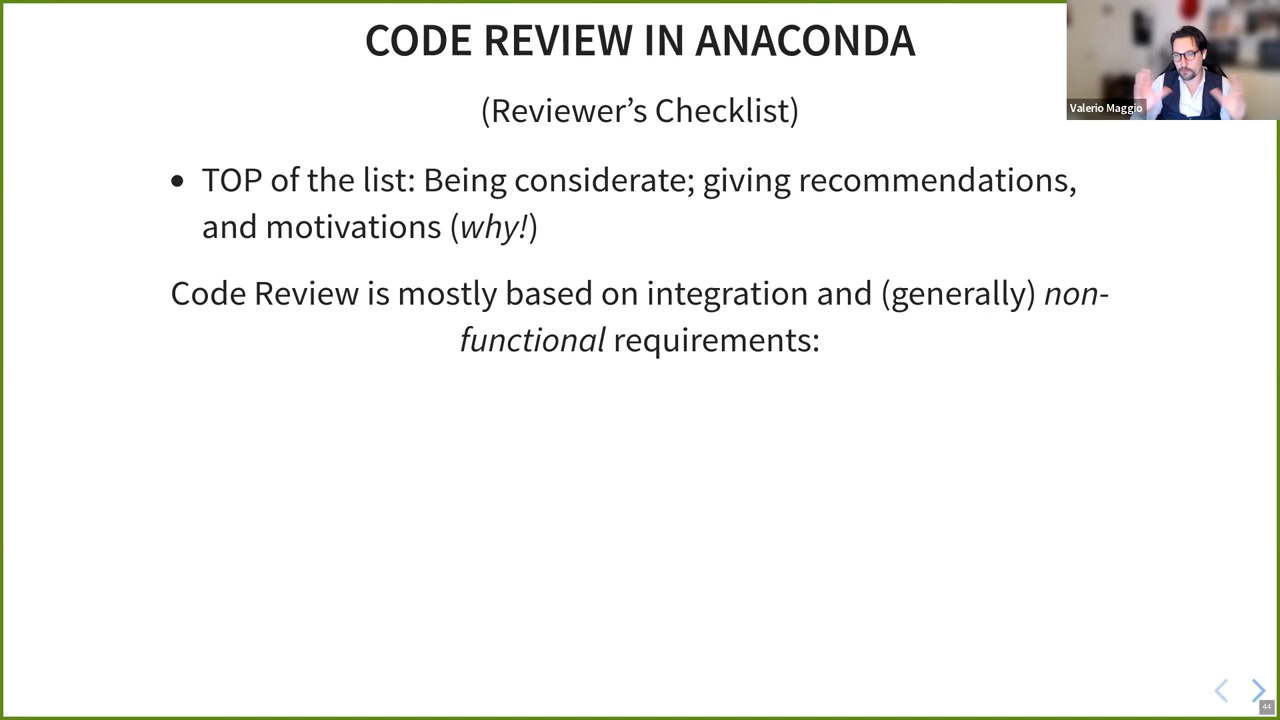 CODE REVIEW IN ANACONDA
Valerio Maggio
(Reviewer’s Checklist)
• TOP of the list: Being considerate; giving recommendations,
and motivations (why!)
Code Review is mostly based on integration and (generally) non-
functional requirements:
44